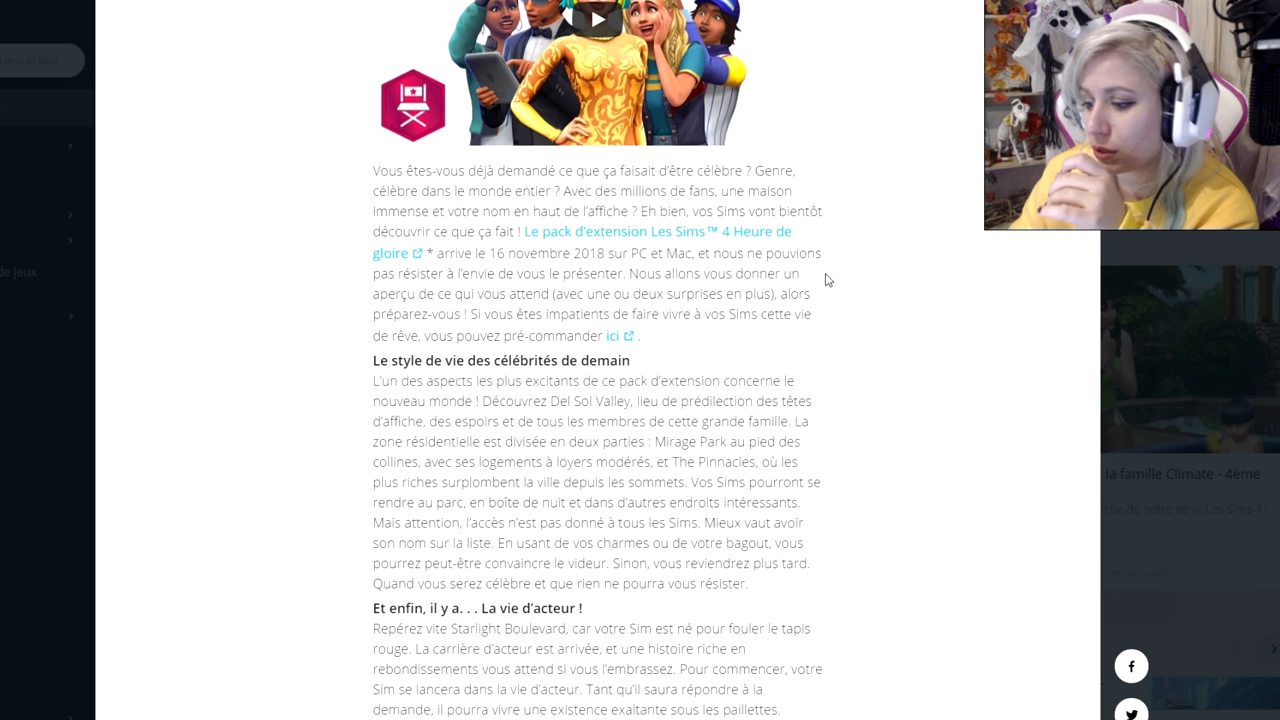 de jeux
Vous êtes-vous déjà demandé ce que ça faisait d'être célèbre ? Genre,
célèbre dans le monde entier ? Avec des millions de fans, une maison
immense et votre nom en haut de l'affiche ? Eh bien, vos Sims vont bientôt
découvrir ce que ça fait ! Le pack d'extension Les Sims™ 4 Heure de
gloire * arrive le 16 novembre 2018 sur PC et Mac, et nous ne pouvions
pas résister à l'envie de vous le présenter. Nous allons vous donner un
aperçu de ce qui vous attend (avec une ou deux surprises en plus), alors
préparez-vous ! Si vous êtes impatients de faire vivre à vos Sims cette vie
de rêve, vous pouvez pré-commander ici .
Le style de vie des célébrités de demain
L'un des aspects les plus excitants de ce pack d'extension concerne le
nouveau monde ! Découvrez Del Sol Valley, lieu de prédilection des têtes
d'affiche, des espoirs et de tous les membres de cette grande famille. La
zone résidentielle est divisée en deux parties : Mirage Park au pied des
collines, avec ses logements à loyers modérés, et The Pinnacles, où les
plus riches surplombent la ville depuis les sommets. Vos Sims pourront se
rendre au parc, en boîte de nuit et dans d'autres endroits intéressants.
Mais attention, l'accès n'est pas donné à tous les Sims. Mieux vaut avoir
son nom sur la liste. En usant de vos charmes ou de votre bagout, vous
pourrez peut-être convaincre le videur. Sinon, vous reviendrez plus tard.
Quand vous serez célèbre et que rien ne pourra vous résister.
Et enfin, il y a. . . La vie d'acteur !
Repérez vite Starlight Boulevard, car votre Sim est né pour fouler le tapis
rouge. La carrière d'acteur est arrivée, et une histoire riche en
rebondissements vous attend si vous l'embrassez. Pour commencer, votre
Sim se lancera dans la vie d'acteur. Tant qu'il saura répondre à la
demande, il pourra vivre une existence exaltante sous les paillettes.
la famille Climate - 4ème
tie de notre série Les Sims 4 !